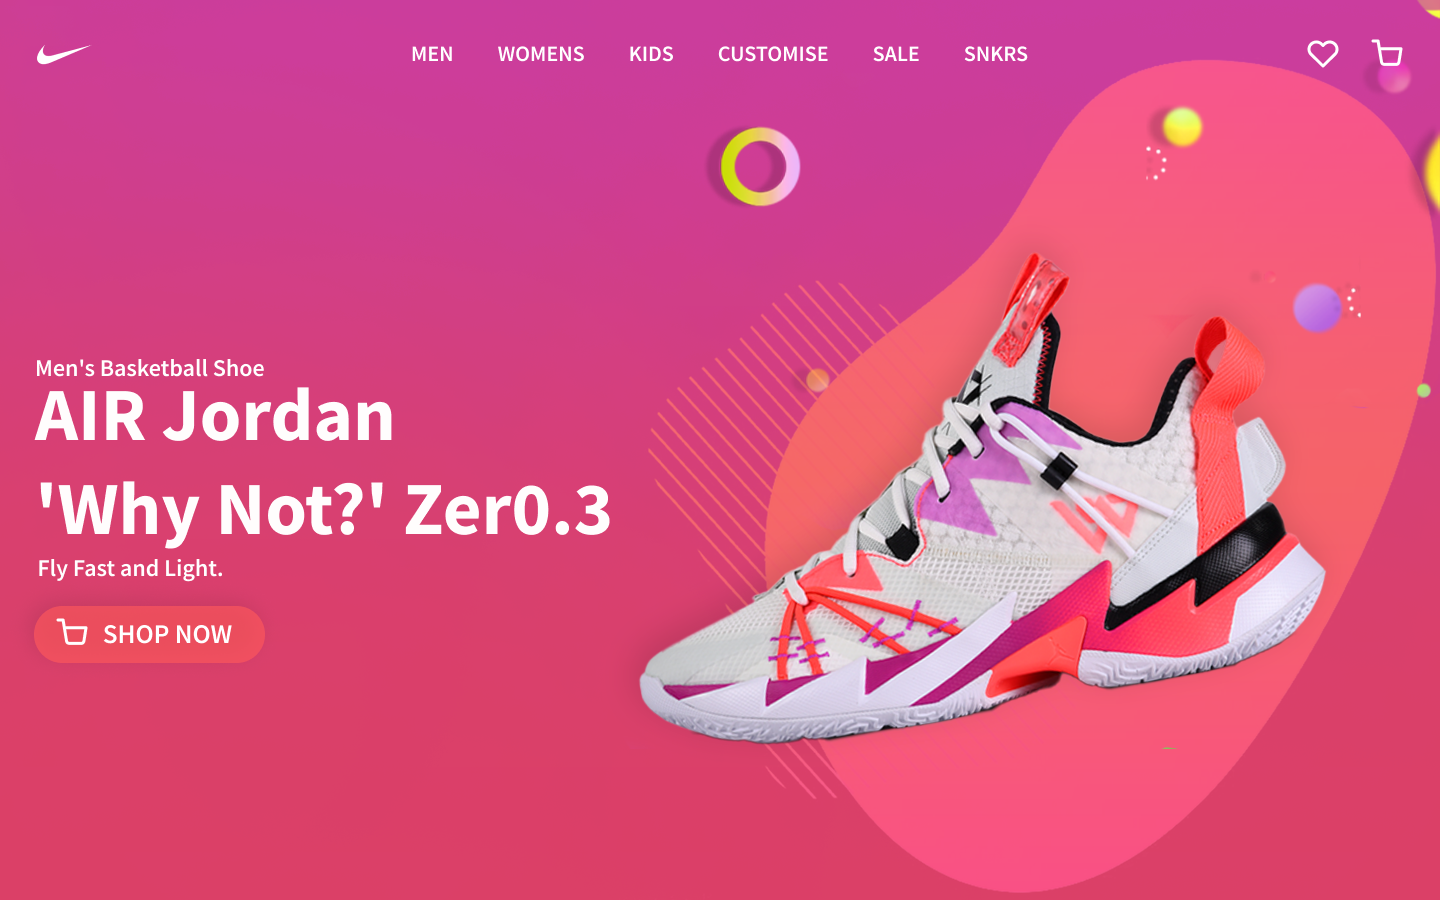 MEN WOMENS KIDS CUSTOMISE SALE SNKRS
Men's Basketball Shoe
AIR Jordan
'Why Not?' Zer0.3
Fly Fast and Light.
SHOP NOW